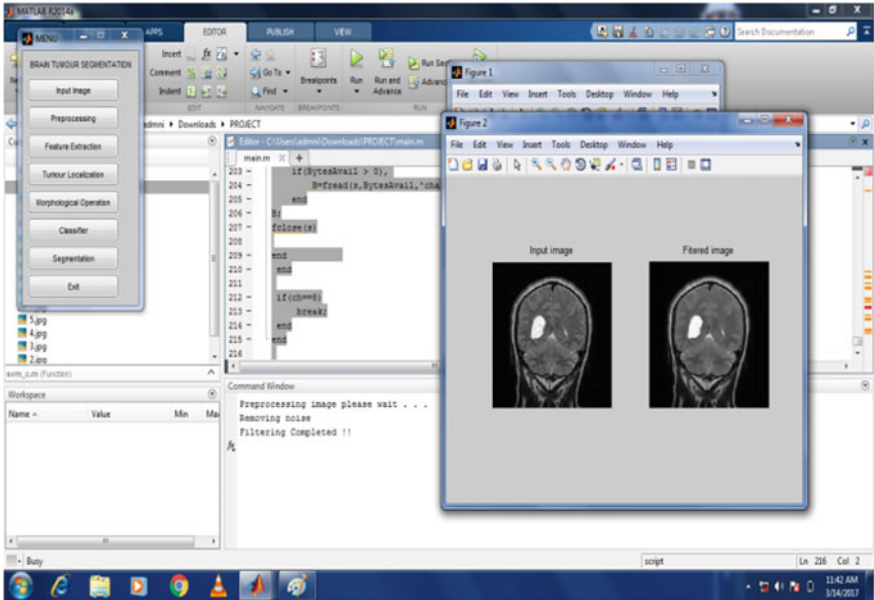 MATLAB R2014a
MENU
APPS
EDITOR
PUBLISH
VIEW
Search Documentation
BRAIN TUMOUR SEGMENTATION
Input Image
Preprocessing
Feature Extraction
Tumour Localization
Morphological Operation
Classifier
Segmentation
Exit
Insert
Comment
Indent
EDIT
Go To
Find
NAVIGATE
Breakpoints
BREAKPOINTS
Run
Run and
Advance
Run Sec
Advanc
RUN
admni ▸ Downloads ▸ PROJECT
Editor - C:\Users\admni\Downloads\PROJECT\main.m
main.m
203 - if(BytesAvail > 0),
204 - B=fread(s,BytesAvail,'cha
205 - end
206 - B;
207 - fclose(s)
208
209 - end
210 - end
211
212 - if(ch==8)
213 - break;
214 - end
215 - end
216
5.jpg
4.jpg
3.jpg
2.jpg
svm_c.m (Function)
Workspace
Name
Value
Min
Ma
Command Window
Preprocessing image please wait . . .
Removing noise
Filtering Completed !!
fx
Figure 1
File Edit View Insert Tools Desktop Window Help
Figure 2
File Edit View Insert Tools Desktop Window Help
Input image
Fitered image
Busy
script
Ln 216 Col 2
11:42 AM
3/14/2017